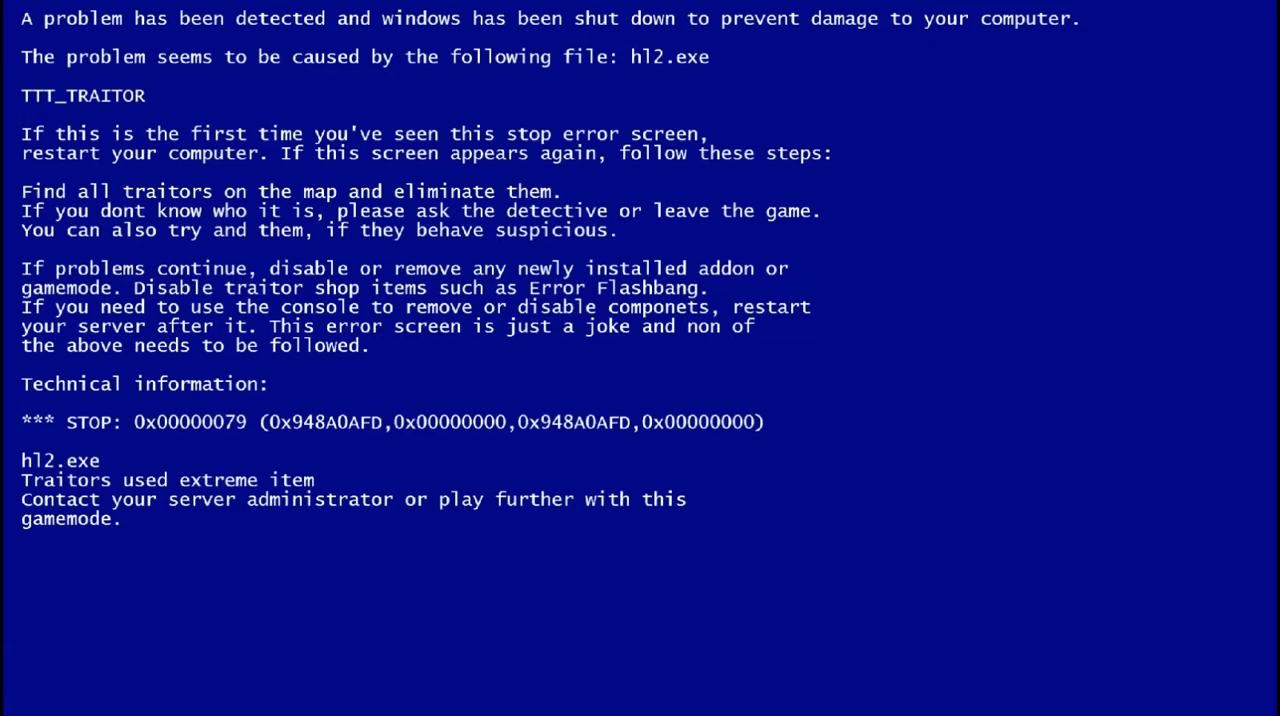 A problem has been detected and windows has been shut down to prevent damage to your computer.
The problem seems to be caused by the following file: hl2.exe
TTT_TRAITOR
If this is the first time you've seen this stop error screen,
restart your computer. If this screen appears again, follow these steps:
Find all traitors on the map and eliminate them.
If you dont know who it is, please ask the detective or leave the game.
You can also try and them, if they behave suspicious.
If problems continue, disable or remove any newly installed addon or
gamemode. Disable traitor shop items such as Error Flashbang.
If you need to use the console to remove or disable componets, restart
your server after it. This error screen is just a joke and non of
the above needs to be followed.
Technical information:
*** STOP: 0x00000079 (0x948A0AFD,0x00000000,0x948A0AFD,0x00000000)
hl2.exe
Traitors used extreme item
Contact your server administrator or play further with this
gamemode.